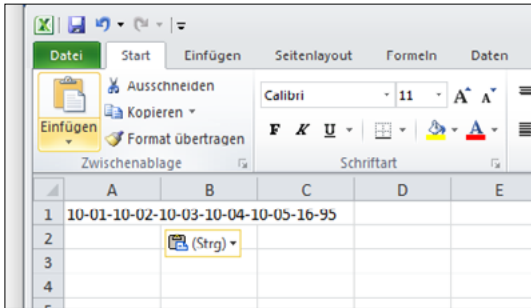 Datei Start Einfügen Seitenlayout Formeln Daten
Ausschneiden
Kopieren
Format übertragen
Einfügen
Zwischenablage
Calibri 11 A A
F K U A
Schriftart
A B C D E
1 10-01-10-02-10-03-10-04-10-05-16-95
2 (Strg)
3
4